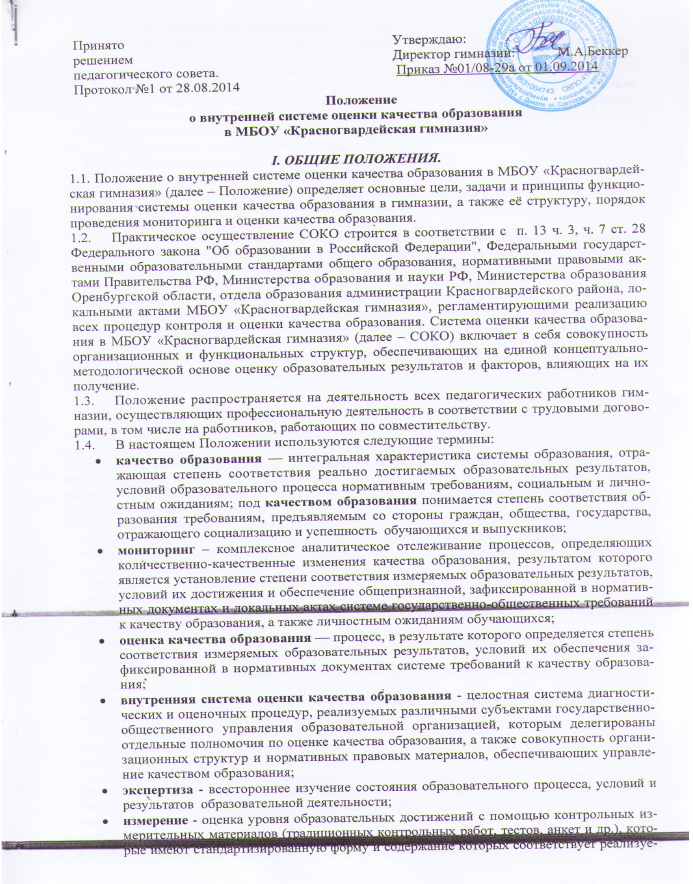 Принято
решением
педагогического совета.
Протокол №1 от 28.08.2014
Утверждаю:
Директор гимназии: М.А.Беккер
Приказ №01/08-29а от 01.09.2014
Положение
о внутренней системе оценки качества образования
в МБОУ «Красногвардейская гимназия»
I. ОБЩИЕ ПОЛОЖЕНИЯ.
1.1. Положение о внутренней системе оценки качества образования в МБОУ «Красногвардей-
ская гимназия» (далее – Положение) определяет основные цели, задачи и принципы функцио-
нирования системы оценки качества образования в гимназии, а также её структуру, порядок
проведения мониторинга и оценки качества образования.
1.2. Практическое осуществление СОКО строится в соответствии с п. 13 ч. 3, ч. 7 ст. 28
Федерального закона "Об образовании в Российской Федерации", Федеральными государст-
венными образовательными стандартами общего образования, нормативными правовыми ак-
тами Правительства РФ, Министерства образования и науки РФ, Министерства образования
Оренбургской области, отдела образования администрации Красногвардейского района, ло-
кальными актами МБОУ «Красногвардейская гимназия», регламентирующими реализацию
всех процедур контроля и оценки качества образования. Система оценки качества образова-
ния в МБОУ «Красногвардейская гимназия» (далее – СОКО) включает в себя совокупность
организационных и функциональных структур, обеспечивающих на единой концептуально-
методологической основе оценку образовательных результатов и факторов, влияющих на их
получение.
1.3. Положение распространяется на деятельность всех педагогических работников гим-
назии, осуществляющих профессиональную деятельность в соответствии с трудовыми догово-
рами, в том числе на работников, работающих по совместительству.
1.4. В настоящем Положении используются следующие термины:
• качество образования — интегральная характеристика системы образования, отра-
жающая степень соответствия реально достигаемых образовательных результатов,
условий образовательного процесса нормативным требованиям, социальным и лично-
стным ожиданиям; под качеством образования понимается степень соответствия об-
разования требованиям, предъявляемым со стороны граждан, общества, государства,
отражающего социализацию и успешность обучающихся и выпускников;
• мониторинг – комплексное аналитическое отслеживание процессов, определяющих
количественно-качественные изменения качества образования, результатом которого
является установление степени соответствия измеряемых образовательных результатов,
условий их достижения и обеспечение общепризнанной, зафиксированной в норматив-
ных документах и локальных актах системе государственно-общественных требований
к качеству образования, а также личностным ожиданиям обучающихся;
• оценка качества образования — процесс, в результате которого определяется степень
соответствия измеряемых образовательных результатов, условий их обеспечения за-
фиксированной в нормативных документах системе требований к качеству образова-
ния;
• внутренняя система оценки качества образования - целостная система диагности-
ческих и оценочных процедур, реализуемых различными субъектами государственно-
общественного управления образовательной организацией, которым делегированы
отдельные полномочия по оценке качества образования, а также совокупность органи-
зационных структур и нормативных правовых материалов, обеспечивающих управле-
ние качеством образования;
• экспертиза - всестороннее изучение состояния образовательного процесса, условий и
результатов образовательной деятельности;
• измерение - оценка уровня образовательных достижений с помощью контрольных из-
мерительных материалов (традиционных контрольных работ, тестов, анкет и др.), кото-
рые имеют стандартизированную форму и содержание которых соответствует реализуе-